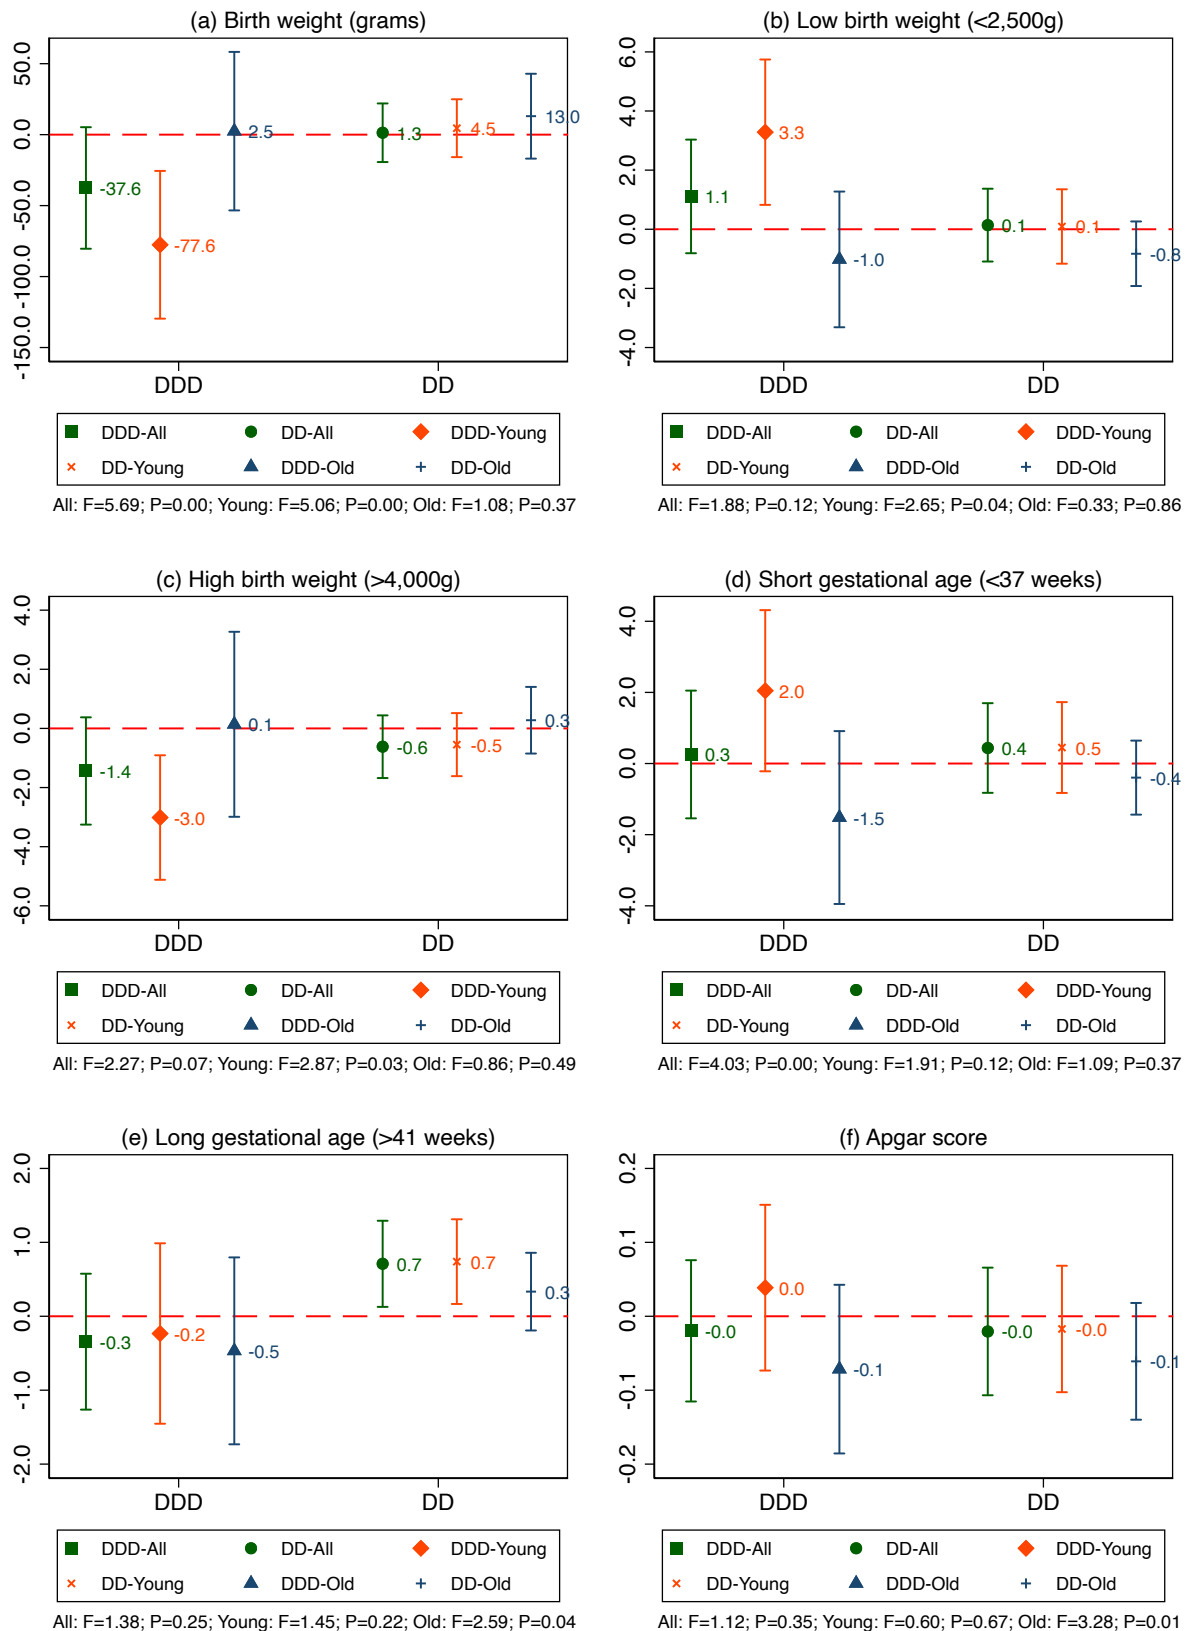 (a) Birth weight (grams)
50.0
0.0
-50.0
-100.0
-150.0
-37.6
-77.6
2.5
1.3
4.5
13.0
DDD DD
DDD-All DD-All DDD-Young
DD-Young DDD-Old DD-Old
All: F=5.69; P=0.00; Young: F=5.06; P=0.00; Old: F=1.08; P=0.37
(b) Low birth weight (<2,500g)
6.0
4.0
2.0
0.0
-2.0
-4.0
1.1
3.3
-1.0
0.1
0.1
-0.8
DDD DD
DDD-All DD-All DDD-Young
DD-Young DDD-Old DD-Old
All: F=1.88; P=0.12; Young: F=2.65; P=0.04; Old: F=0.33; P=0.86
(c) High birth weight (>4,000g)
4.0
2.0
0.0
-2.0
-4.0
-6.0
-1.4
-3.0
0.1
-0.6
-0.5
0.3
DDD DD
DDD-All DD-All DDD-Young
DD-Young DDD-Old DD-Old
All: F=2.27; P=0.07; Young: F=2.87; P=0.03; Old: F=0.86; P=0.49
(d) Short gestational age (<37 weeks)
4.0
2.0
0.0
-2.0
-4.0
0.3
2.0
-1.5
0.4
0.5
-0.4
DDD DD
DDD-All DD-All DDD-Young
DD-Young DDD-Old DD-Old
All: F=4.03; P=0.00; Young: F=1.91; P=0.12; Old: F=1.09; P=0.37
(e) Long gestational age (>41 weeks)
2.0
1.0
0.0
-1.0
-2.0
-0.3
-0.2
-0.5
0.7
0.7
0.3
DDD DD
DDD-All DD-All DDD-Young
DD-Young DDD-Old DD-Old
All: F=1.38; P=0.25; Young: F=1.45; P=0.22; Old: F=2.59; P=0.04
(f) Apgar score
0.2
0.1
0.0
-0.1
-0.2
-0.0
0.0
-0.1
-0.0
-0.0
-0.1
DDD DD
DDD-All DD-All DDD-Young
DD-Young DDD-Old DD-Old
All: F=1.12; P=0.35; Young: F=0.60; P=0.67; Old: F=3.28; P=0.01